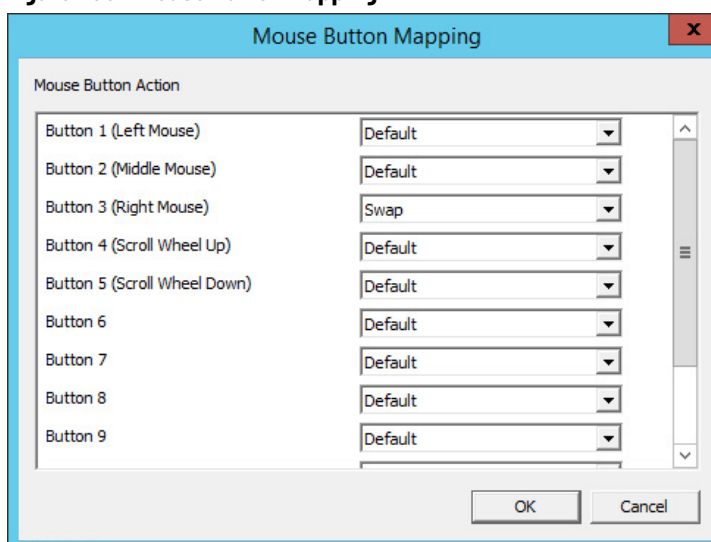 Mouse Button Mapping
x
Mouse Button Action
Button 1 (Left Mouse) Default
Button 2 (Middle Mouse) Default
Button 3 (Right Mouse) Swap
Button 4 (Scroll Wheel Up) Default
Button 5 (Scroll Wheel Down) Default
Button 6 Default
Button 7 Default
Button 8 Default
Button 9 Default
OK Cancel